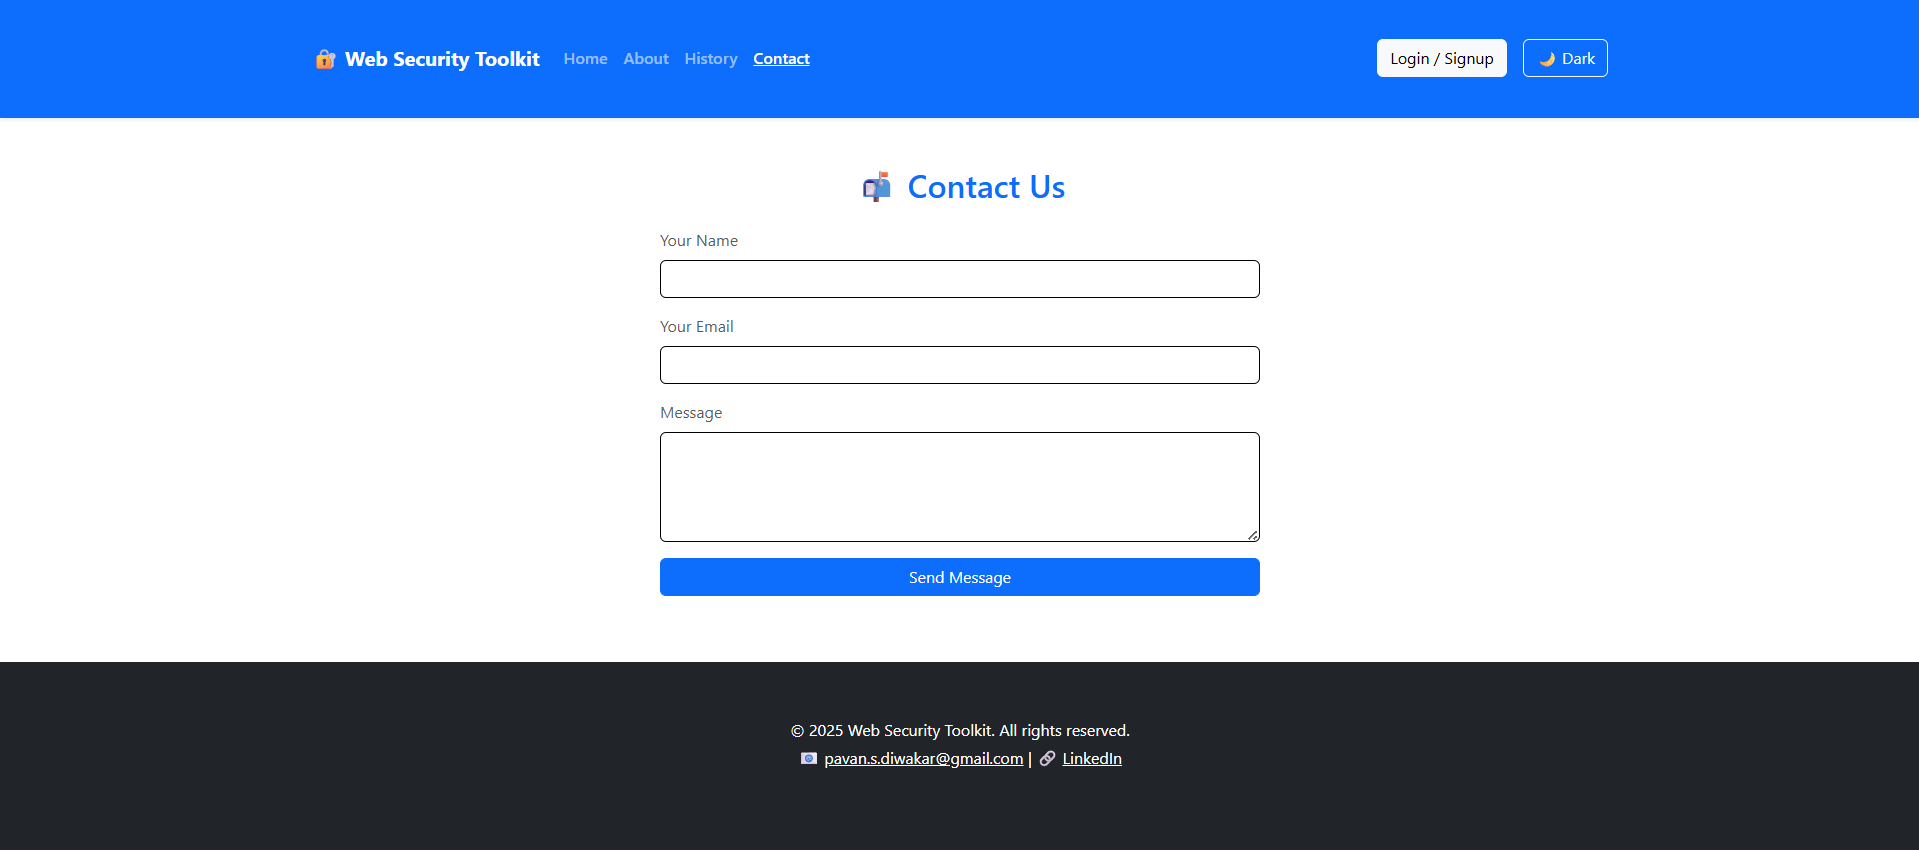 🔐 Web Security Toolkit Home About History Contact Login / Signup 🌙 Dark
📬 Contact Us
Your Name
Your Email
Message
Send Message
© 2025 Web Security Toolkit. All rights reserved.
📧 pavan.s.diwakar@gmail.com | 🔗 LinkedIn